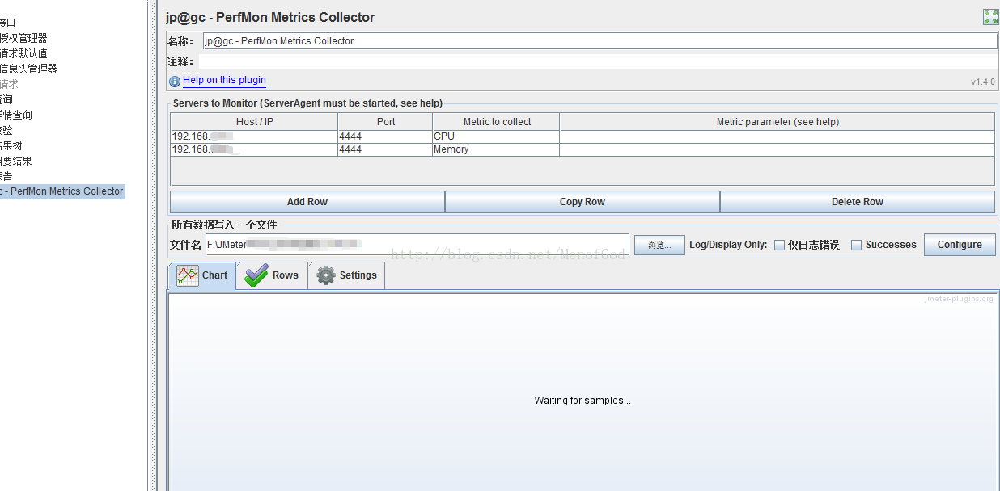 接口
授权管理器
请求默认值
信息头管理器
请求
查询
详情查询
查验
结果树
概要结果
报告
c - PerfMon Metrics Collector
jp@gc - PerfMon Metrics Collector
名称： jp@gc - PerfMon Metrics Collector
注释：
Help on this plugin
v1.4.0
Servers to Monitor (ServerAgent must be started, see help)
Host / IP Port Metric to collect Metric parameter (see help)
192.168. 4444 CPU
192.168. 4444 Memory
Add Row Copy Row Delete Row
所有数据写入一个文件
文件名 F:\JMeter 浏览... Log/Display Only: 仅日志错误 Successes Configure
http://blog.csdn.net/MenofGod
Chart Rows Settings
jmeter-plugins.org
Waiting for samples...